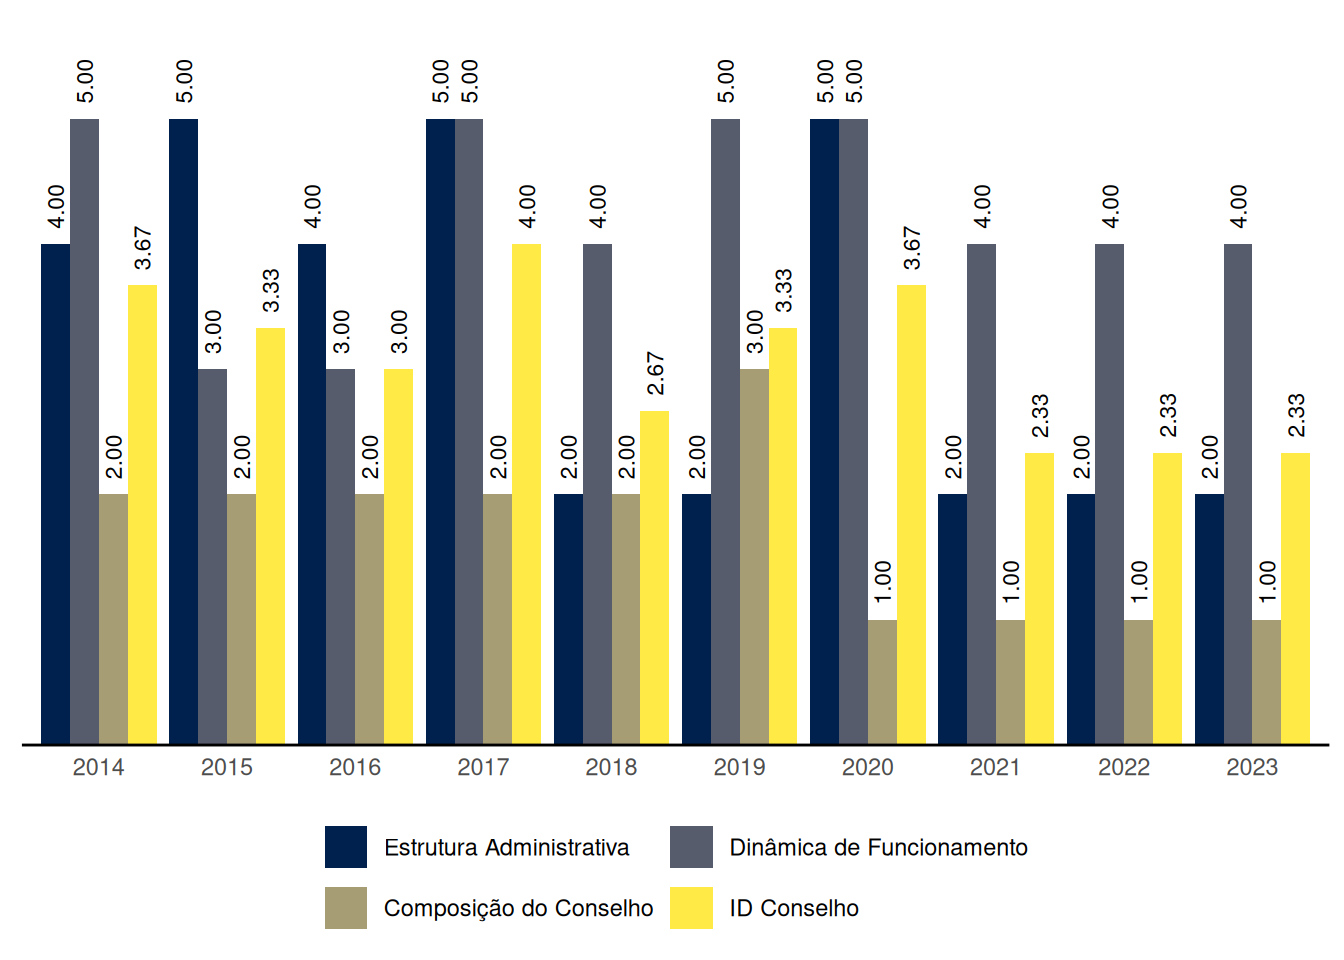 4.00 5.00 2.00 3.67
5.00 3.00 2.00 3.33
4.00 3.00 2.00 3.00
5.00 5.00 2.00 4.00
2.00 4.00 2.00 2.67
2.00 5.00 3.00 3.33
5.00 5.00 1.00 3.67
2.00 4.00 1.00 2.33
2.00 4.00 1.00 2.33
2.00 4.00 1.00 2.33
2014 2015 2016 2017 2018 2019 2020 2021 2022 2023
Estrutura Administrativa Dinâmica de Funcionamento
Composição do Conselho ID Conselho